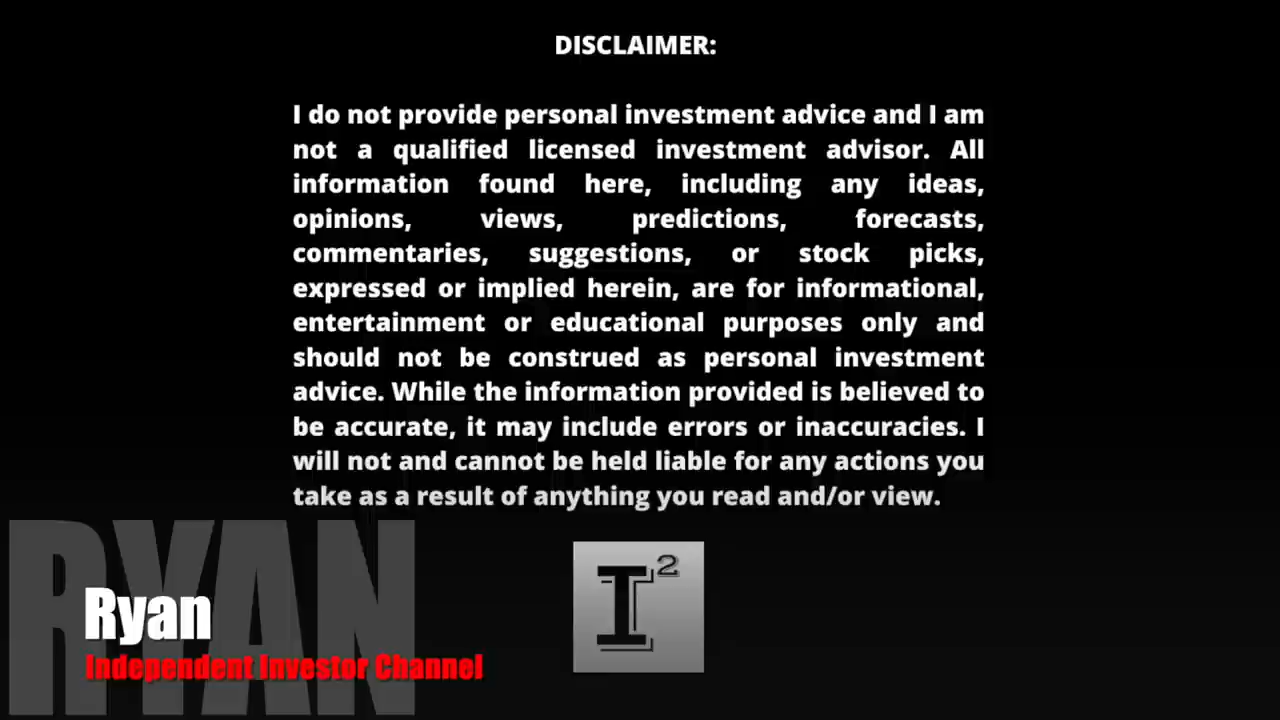 DISCLAIMER:
I do not provide personal investment advice and I am
not a qualified licensed investment advisor. All
information found here, including any ideas,
opinions, views, predictions, forecasts,
commentaries, suggestions, or stock picks,
expressed or implied herein, are for informational,
entertainment or educational purposes only and
should not be construed as personal investment
advice. While the information provided is believed to
be accurate, it may include errors or inaccuracies. I
will not and cannot be held liable for any actions you
take as a result of anything you read and/or view.
RYAN
Ryan
Independent Investor Channel
I²